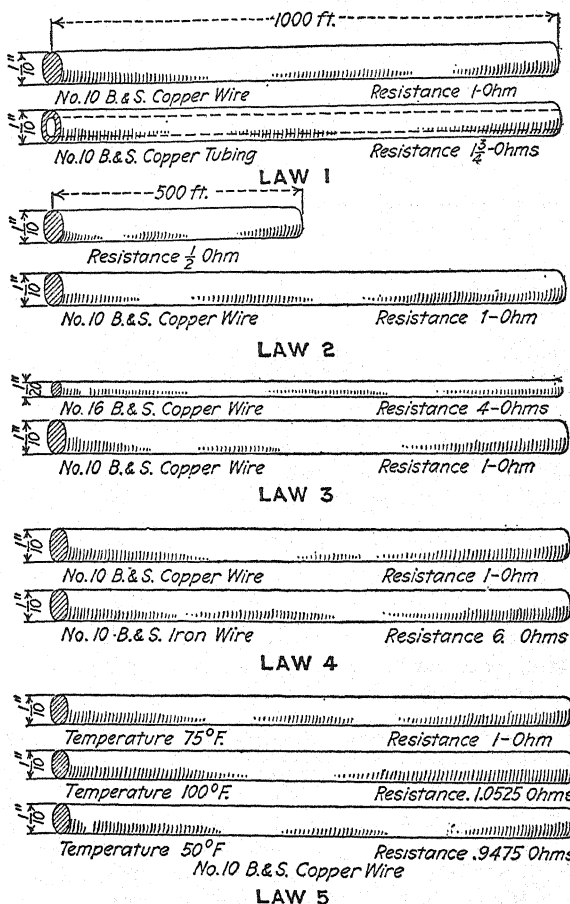 1000 ft.
1"/10
No.10 B.&S. Copper Wire Resistance 1-Ohm
1"/10
No.10 B.&S. Copper Tubing Resistance 1 3/4-Ohms
LAW 1
500 ft.
1"/10
Resistance 1/2 Ohm
1"/10
No.10 B.&S. Copper Wire Resistance 1-Ohm
LAW 2
1"/20
No.16 B.&S. Copper Wire Resistance 4-Ohms
1"/10
No.10 B.&S. Copper Wire Resistance 1-Ohm
LAW 3
1"/10
No.10 B.&S. Copper Wire Resistance 1-Ohm
1"/10
No. 10 B.&S. Iron Wire Resistance 6 Ohms
LAW 4
1"/10
Temperature 75°F. Resistance 1-Ohm
1"/10
Temperature 100°F. Resistance. 1.0525 Ohms
1"/10
Temperature 50°F Resistance .9475 Ohms
No.10 B.&S. Copper Wire
LAW 5